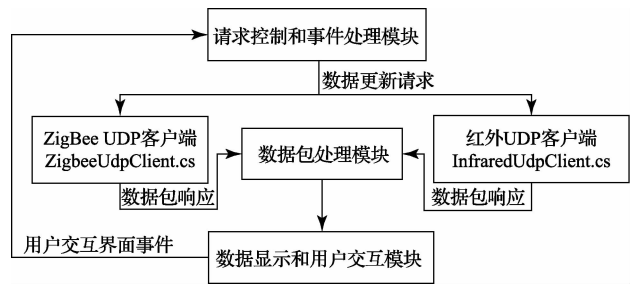 请求控制和事件处理模块
数据更新请求
ZigBee UDP客户端
ZigbeeUdpClient.cs
数据包处理模块
红外UDP客户端
InfraredUdpClient.cs
数据包响应
数据包响应
用户交互界面事件
数据显示和用户交互模块